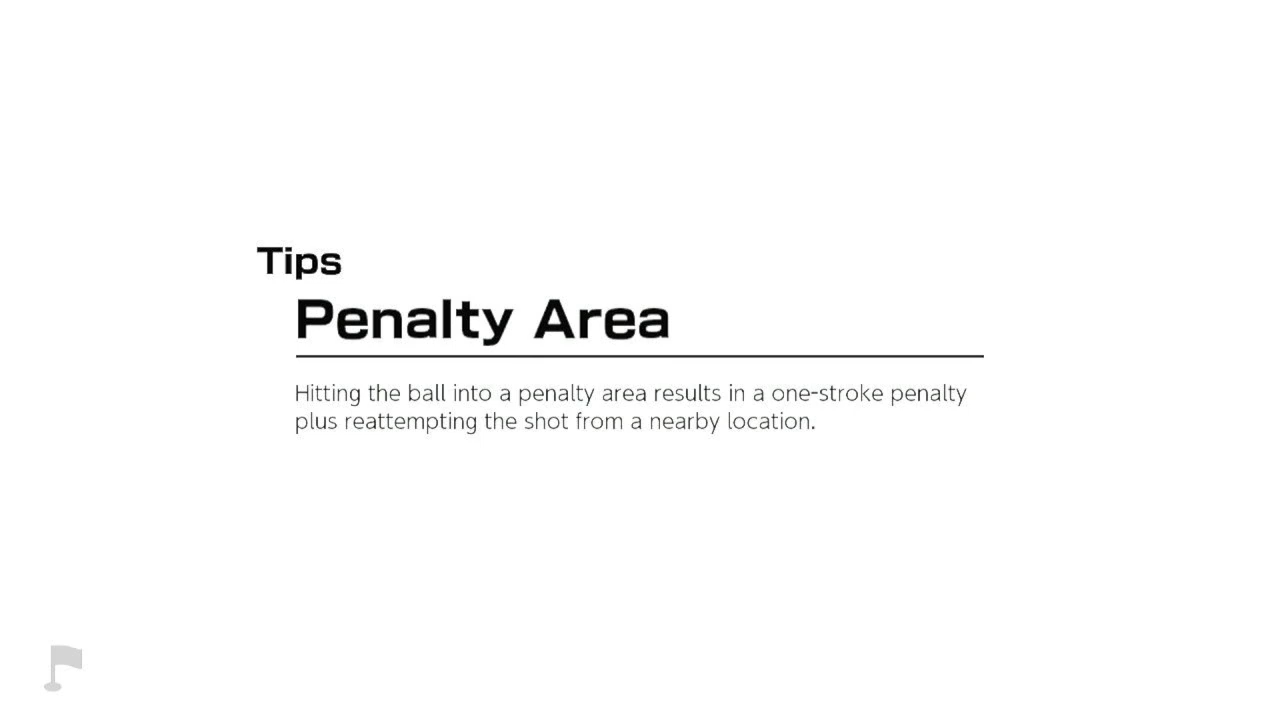 Tips
Penalty Area
Hitting the ball into a penalty area results in a one-stroke penalty
plus reattempting the shot from a nearby location.